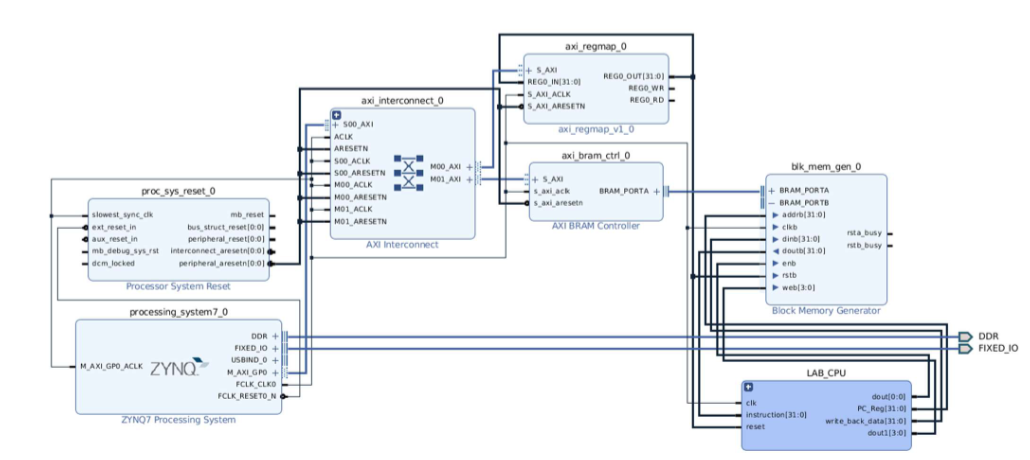 axi_regmap_0
S_AXI
REG0_IN[31:0]
S_AXI_ACLK
S_AXI_ARESETN
REG0_OUT[31:0]
REG0_WR
REG0_RD
axi_regmap_v1_0
axi_interconnect_0
S00_AXI
ACLK
ARESETN
S00_ACLK
S00_ARESETN
M00_ACLK
M00_ARESETN
M01_ACLK
M01_ARESETN
M00_AXI
M01_AXI
AXI Interconnect
axi_bram_ctrl_0
S_AXI
s_axi_aclk
s_axi_aresetn
BRAM_PORTA
AXI BRAM Controller
blk_mem_gen_0
BRAM_PORTA
BRAM_PORTB
addrb[31:0]
clkb
dinb[31:0]
doutb[31:0]
enb
rstb
web[3:0]
rsta_busy
rstb_busy
Block Memory Generator
proc_sys_reset_0
slowest_sync_clk
ext_reset_in
aux_reset_in
mb_debug_sys_rst
dcm_locked
mb_reset
bus_struct_reset[0:0]
peripheral_reset[0:0]
interconnect_aresetn[0:0]
peripheral_aresetn[0:0]
Processor System Reset
processing_system7_0
M_AXI_GP0_ACLK
ZYNQ
DDR
FIXED_IO
USBIND_0
M_AXI_GP0
FCLK_CLK0
FCLK_RESET0_N
ZYNQ7 Processing System
DDR
FIXED_IO
LAB_CPU
clk
instruction[31:0]
reset
dout[0:0]
PC_Reg[31:0]
write_back_data[31:0]
dout1[3:0]